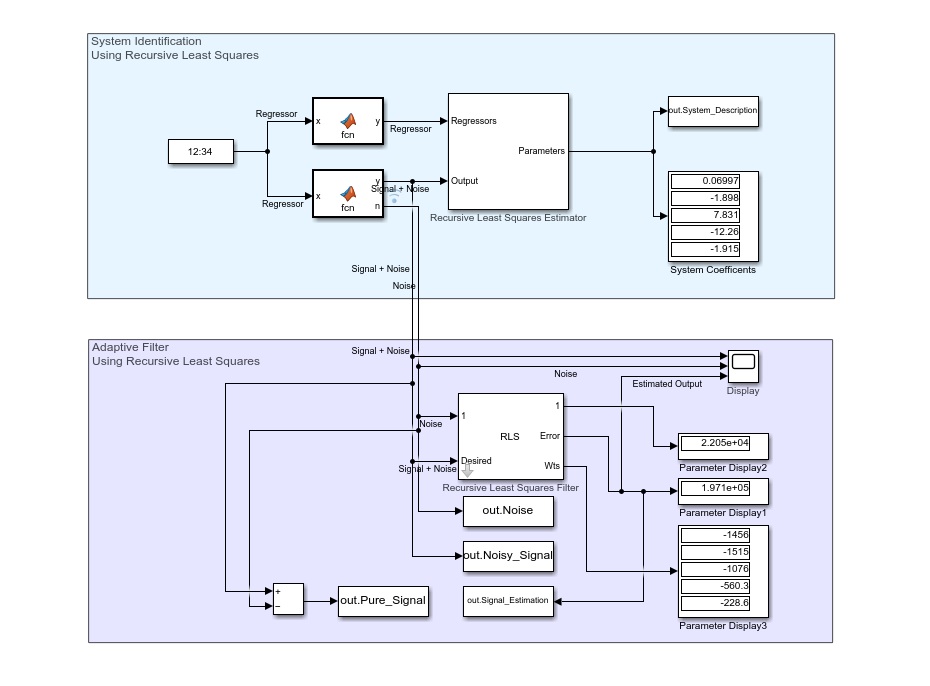 System Identification
Using Recursive Least Squares
Regressor
x
y
fcn
Regressor
12:34
Regressor
x
y
n
fcn
Signal + Noise
Regressors
Output
Parameters
Recursive Least Squares Estimator
out.System_Description
0.06997
-1.898
7.831
-12.26
-1.915
System Coefficents
Signal + Noise
Noise
Adaptive Filter
Using Recursive Least Squares
Signal + Noise
Noise
Estimated Output
Display
Noise
Signal + Noise
1
Desired
RLS
1
Error
Wts
Recursive Least Squares Filter
2.205e+04
Parameter Display2
1.971e+05
Parameter Display1
-1456
-1515
-1076
-560.3
-228.6
Parameter Display3
out.Noise
out.Noisy_Signal
out.Signal_Estimation
+
−
out.Pure_Signal